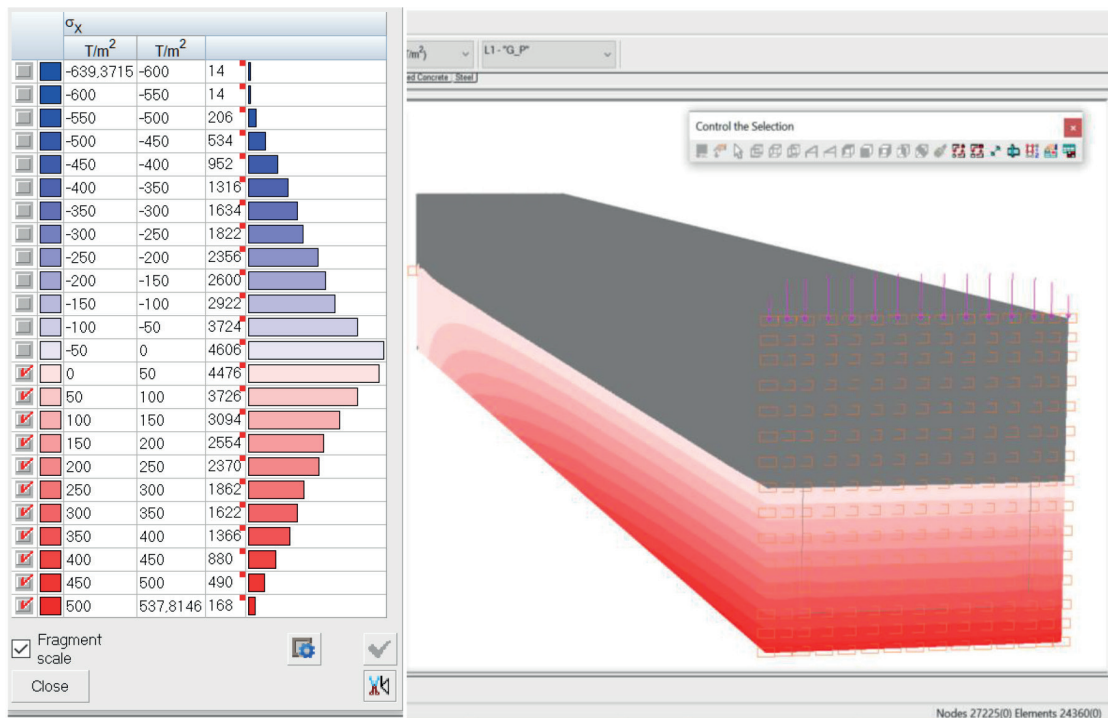 σX
T/m2 T/m2
-639,3715 -600 14
-600 -550 14
-550 -500 206
-500 -450 534
-450 -400 952
-400 -350 1316
-350 -300 1634
-300 -250 1822
-250 -200 2356
-200 -150 2600
-150 -100 2922
-100 -50 3724
-50 0 4606
0 50 4476
50 100 3726
100 150 3094
150 200 2554
200 250 2370
250 300 1862
300 350 1622
350 400 1366
400 450 880
450 500 490
500 537,8146 168
Fragment
scale
Close
/m²) L1 - "G_P"
ed Concrete Steel
Control the Selection
Nodes 27225(0) Elements 24360(0)